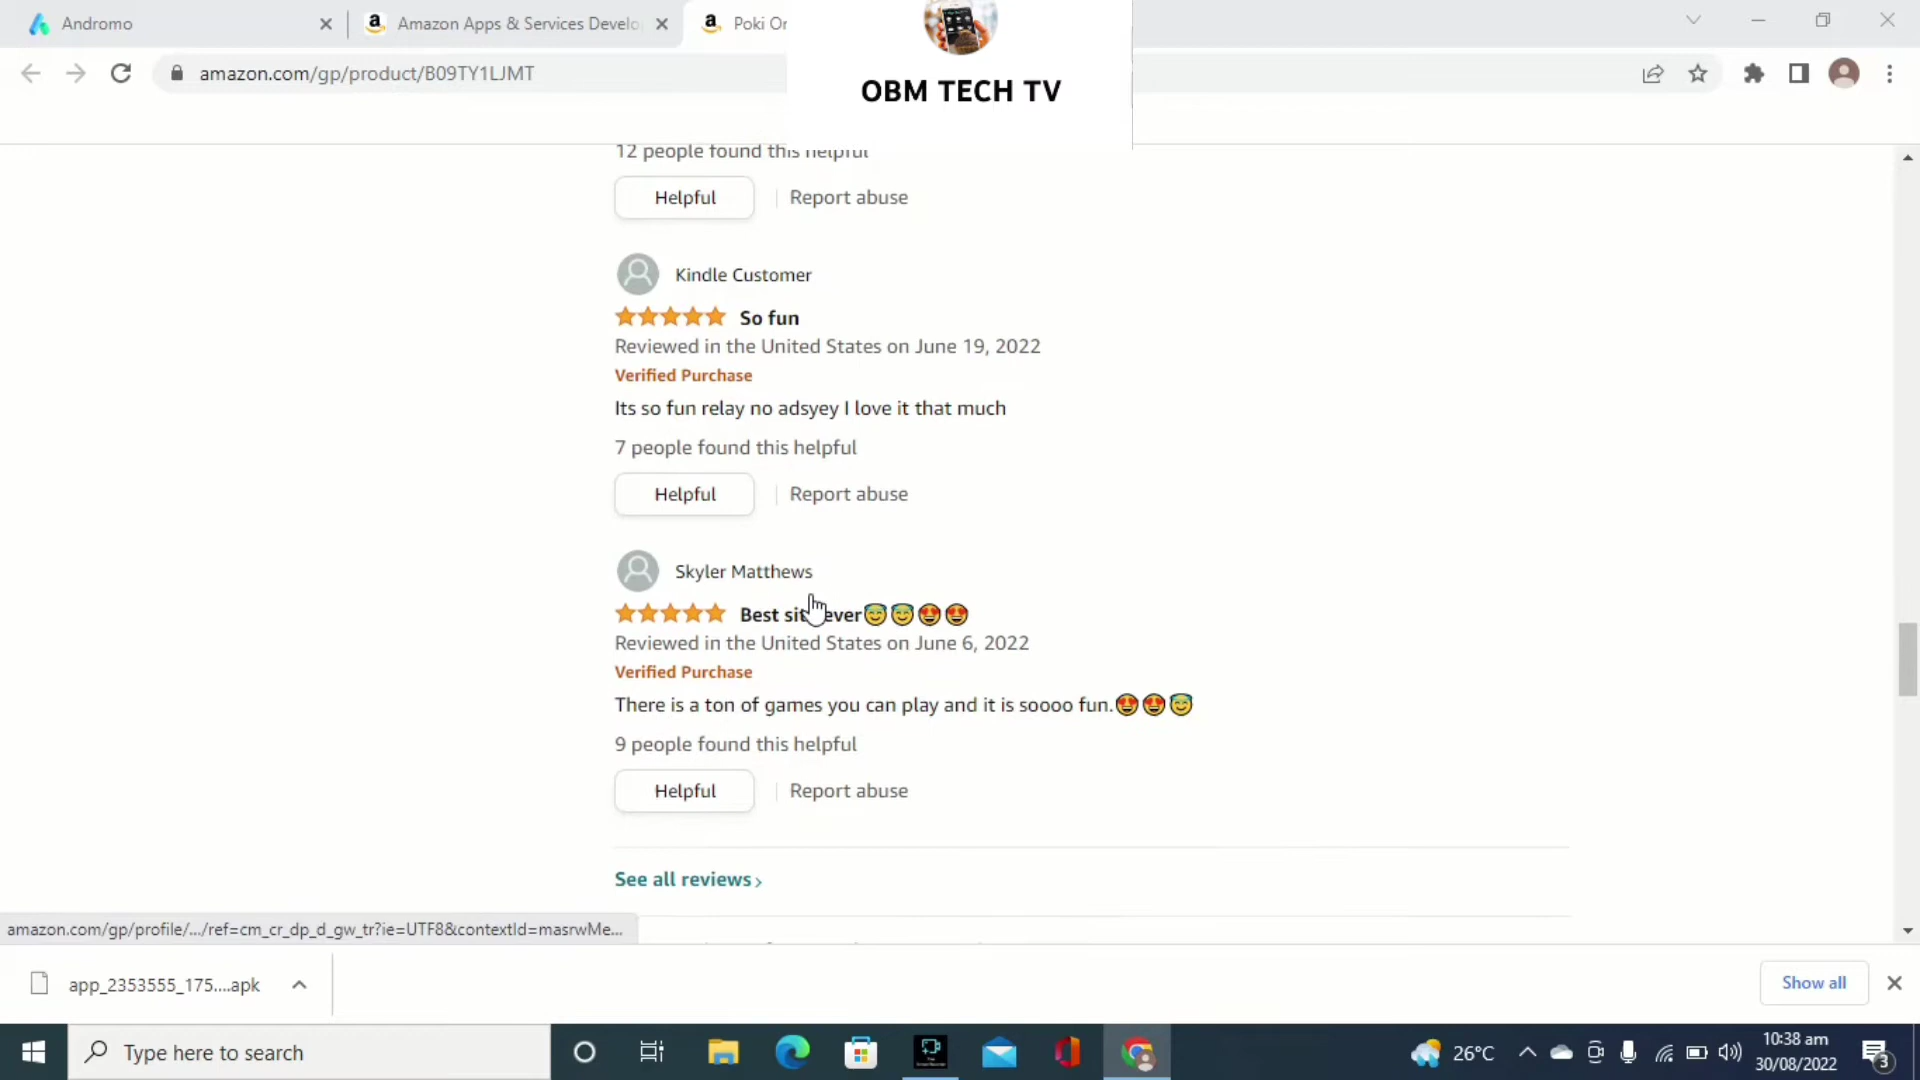 Andromo
Amazon Apps & Services Develo
Poki Or
OBM TECH TV
amazon.com/gp/product/B09TY1LJMT
12 people found this helpful
Helpful
Report abuse
Kindle Customer
So fun
Reviewed in the United States on June 19, 2022
Verified Purchase
Its so fun relay no adsyey I love it that much
7 people found this helpful
Helpful
Report abuse
Skyler Matthews
Best site ever😇😇😍😍
Reviewed in the United States on June 6, 2022
Verified Purchase
There is a ton of games you can play and it is soooo fun.😍😍😇
9 people found this helpful
Helpful
Report abuse
See all reviews ›
amazon.com/gp/profile/.../ref=cm_cr_dp_d_gw_tr?ie=UTF8&contextId=masrwMe...
app_2353555_175....apk
Show all
Type here to search
26°C
10:38 am
30/08/2022
3